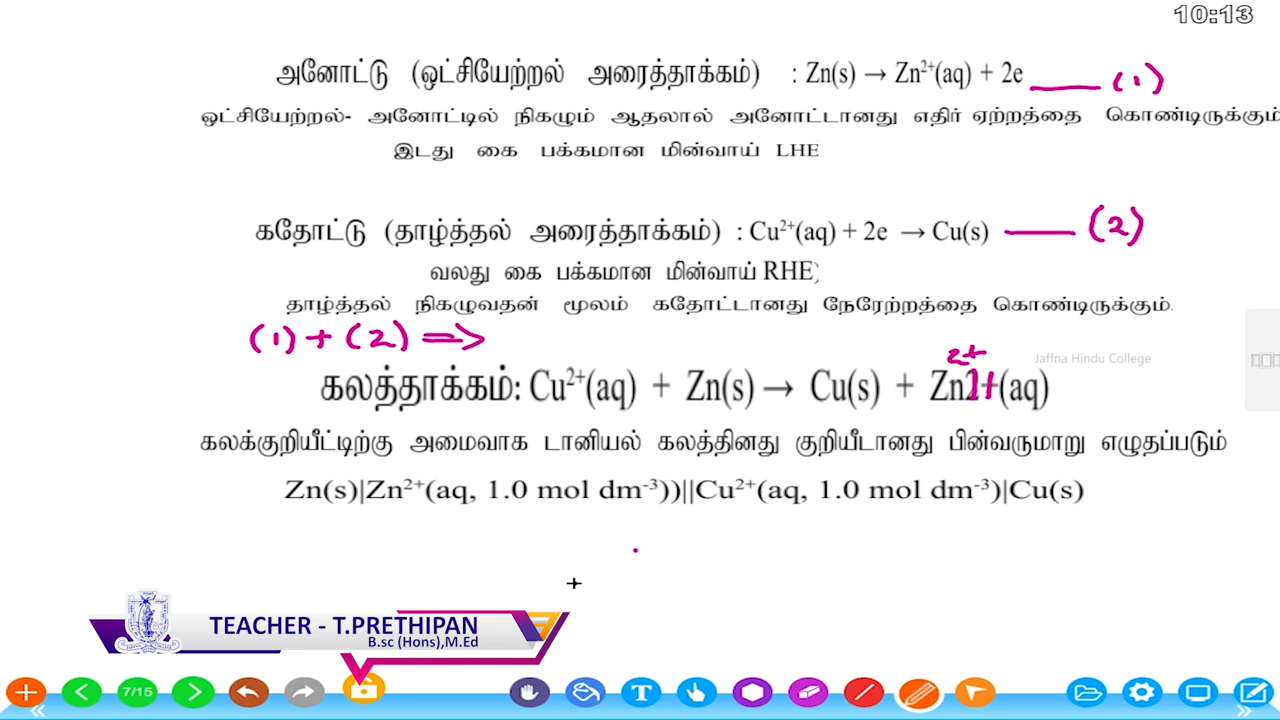 10:13
அனோட்டு (ஒட்சியேற்றல் அரைத்தாக்கம்) : Zn(s) → Zn²⁺(aq) + 2e ____ (1)
ஒட்சியேற்றல்- அனோட்டில் நிகழும் ஆதலால் அனோட்டானது எதிர் ஏற்றத்தை கொண்டிருக்கும்
இடது கை பக்கமான மின்வாய் LHE
கதோட்டு (தாழ்த்தல் அரைத்தாக்கம்) : Cu²⁺(aq) + 2e → Cu(s) ____ (2)
வலது கை பக்கமான மின்வாய் RHE)
தாழ்த்தல் நிகழுவதன் மூலம் கதோட்டானது நேரேற்றத்தை கொண்டிருக்கும்.
(1) + (2) ⇒
Jaffna Hindu College
2+
கலத்தாக்கம்: Cu²⁺(aq) + Zn(s) → Cu(s) + Zn2+(aq)
கலக்குறியீட்டிற்கு அமைவாக டானியல் கலத்தினது குறியீடானது பின்வருமாறு எழுதப்படும்
Zn(s)|Zn²⁺(aq, 1.0 mol dm⁻³))||Cu²⁺(aq, 1.0 mol dm⁻³)|Cu(s)
TEACHER - T.PRETHIPAN
B.sc (Hons),M.Ed
7/15